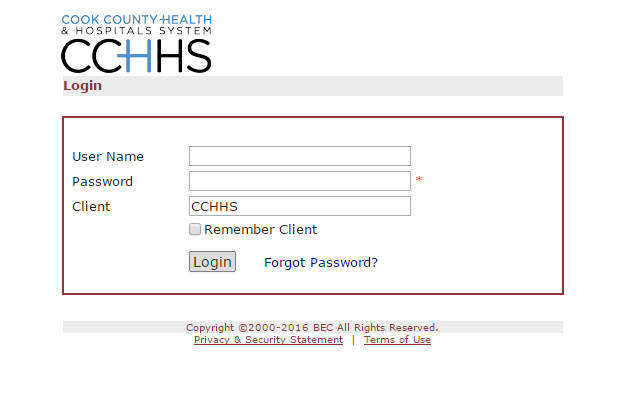 COOK COUNTY HEALTH
& HOSPITALS SYSTEM
CCHHS
Login
User Name
Password *
Client CCHHS
Remember Client
Login Forgot Password?
Copyright ©2000-2016 BEC All Rights Reserved.
Privacy & Security Statement | Terms of Use